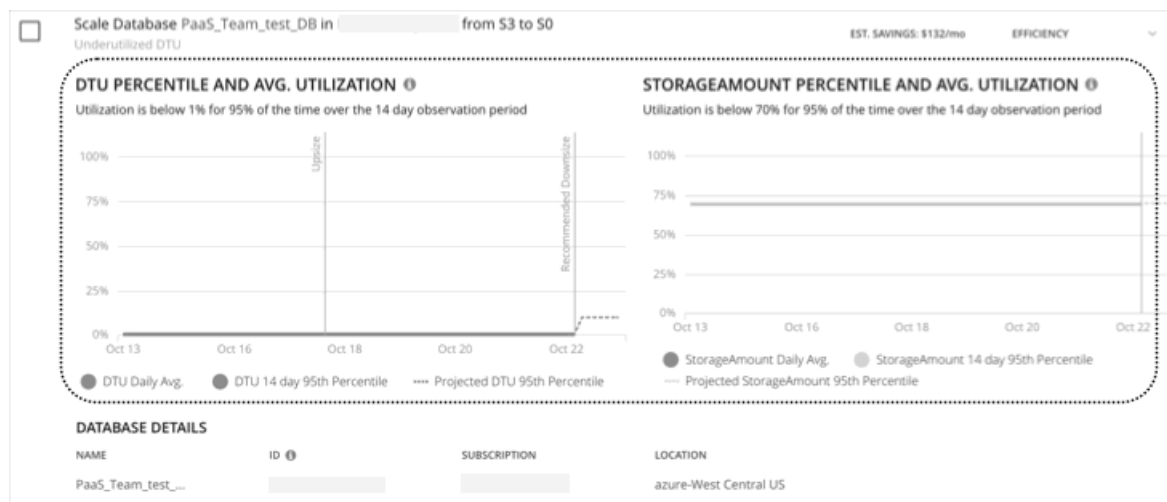 Scale Database PaaS_Team_test_DB in from S3 to S0
EST. SAVINGS: $132/mo EFFICIENCY
Underutilized DTU
DTU PERCENTILE AND AVG. UTILIZATION
Utilization is below 1% for 95% of the time over the 14 day observation period
100%
75%
50%
25%
0%
Upsize
Recommended Downsize
Oct 13 Oct 16 Oct 18 Oct 20 Oct 22
DTU Daily Avg. DTU 14 day 95th Percentile Projected DTU 95th Percentile
STORAGEAMOUNT PERCENTILE AND AVG. UTILIZATION
Utilization is below 70% for 95% of the time over the 14 day observation period
100%
75%
50%
25%
0%
Oct 13 Oct 16 Oct 18 Oct 20 Oct 22
StorageAmount Daily Avg. StorageAmount 14 day 95th Percentile
Projected StorageAmount 95th Percentile
DATABASE DETAILS
NAME ID SUBSCRIPTION LOCATION
PaaS_Team_test_... azure-West Central US